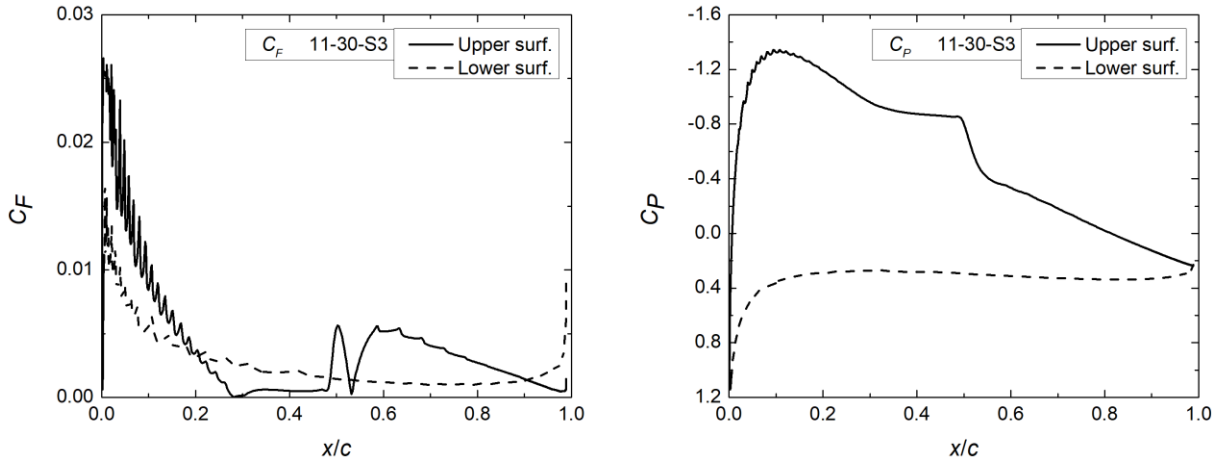 0.03
C_F 11-30-S3
Upper surf.
Lower surf.
0.02
C_F
0.01
0.00
0.0 0.2 0.4 0.6 0.8 1.0
x/c
-1.6
C_P 11-30-S3
Upper surf.
Lower surf.
-1.2
-0.8
-0.4
C_P
0.0
0.4
0.8
1.2
0.0 0.2 0.4 0.6 0.8 1.0
x/c